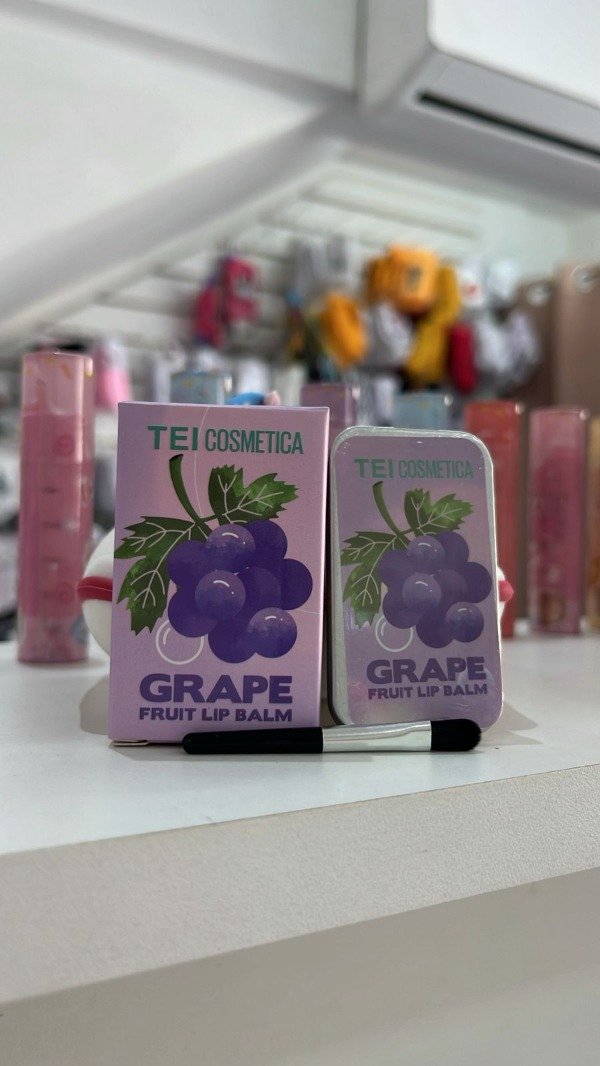 TEI COSMETICA
GRAPE
FRUIT LIP BALM
TEI COSMETICA
GRAPE
FRUIT LIP BALM